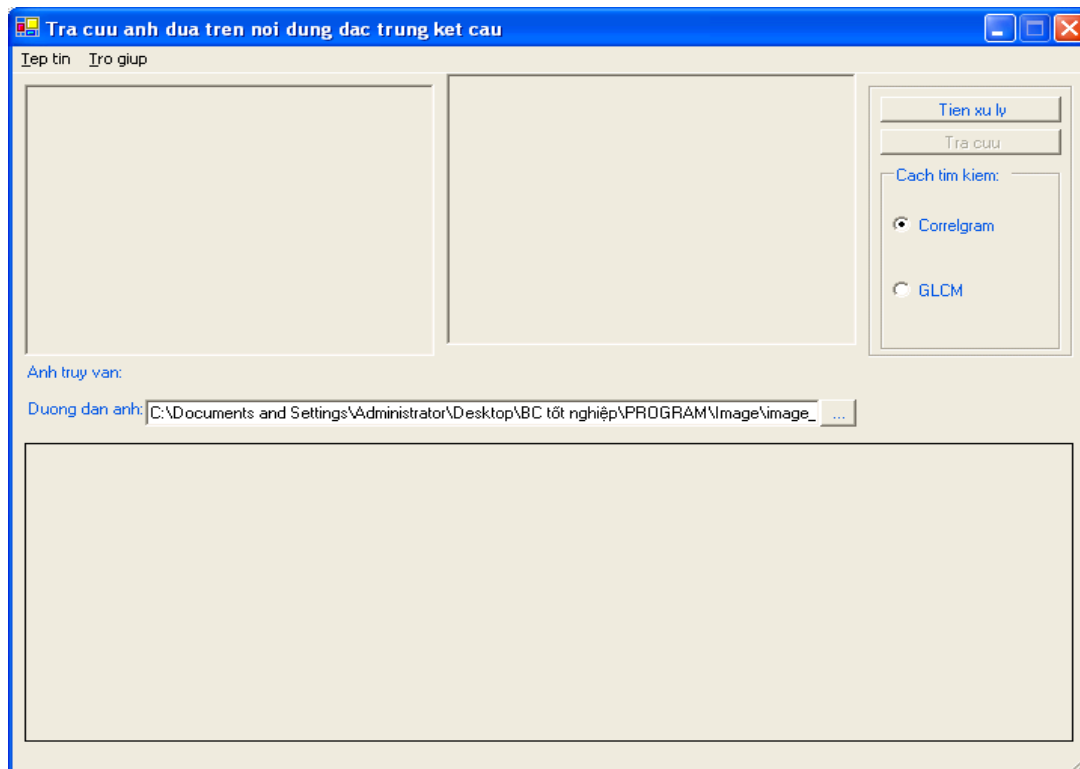 Tra cuu anh dua tren noi dung dac trung ket cau
Tep tin Tro giup
Tien xu ly
Tra cuu
Cach tim kiem:
Correlgram
GLCM
Anh truy van:
Duong dan anh: C:\Documents and Settings\Administrator\Desktop\BC tốt nghiệp\PROGRAM\Image\image_ ...